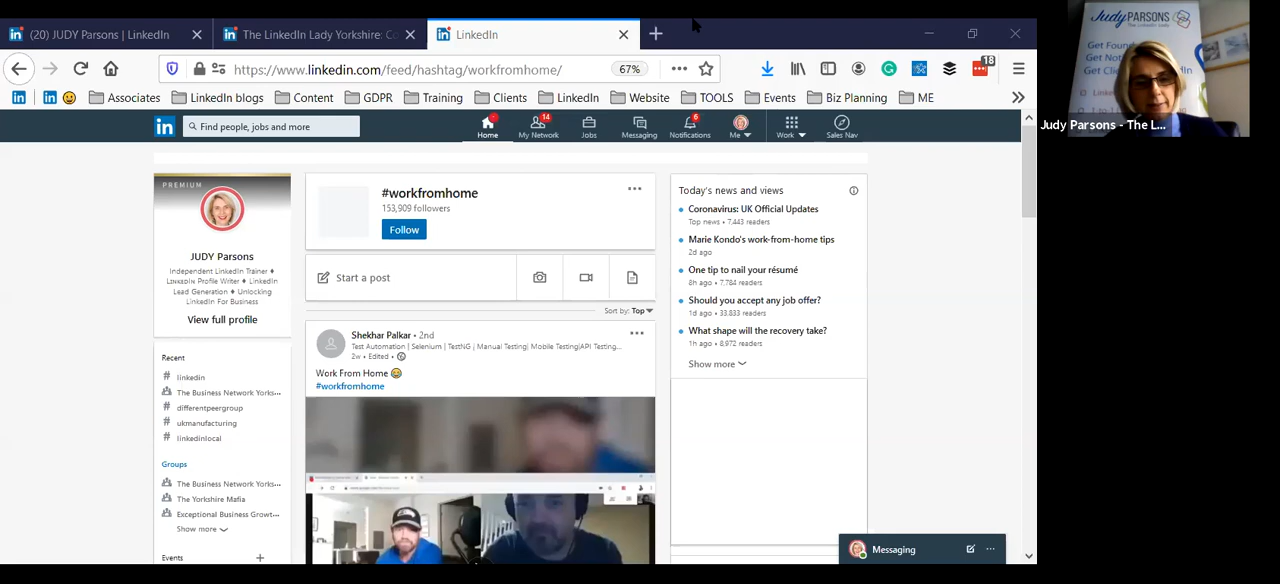 (20) JUDY Parsons | LinkedIn
The LinkedIn Lady Yorkshire: Co
LinkedIn
https://www.linkedin.com/feed/hashtag/workfromhome/
67%
18
Associates
LinkedIn blogs
Content
GDPR
Training
Clients
LinkedIn
Website
TOOLS
Events
Biz Planning
ME
Find people, jobs and more
Home
14
My Network
Jobs
Messaging
6
Notifications
Me
Work
Sales Nav
PREMIUM
JUDY Parsons
Independent LinkedIn Trainer ♦
LINKEDIN Profile Writer ♦ LinkedIn
Lead Generation ♦ Unlocking
LinkedIn For Business
View full profile
Recent
# linkedin
The Business Network Yorks...
# differentpeergroup
# ukmanufacturing
# linkedinlocal
Groups
The Business Network Yorks...
The Yorkshire Mafia
Exceptional Business Growt...
Show more
Events
#workfromhome
153,909 followers
Follow
Start a post
Sort by: Top
Shekhar Palkar • 2nd
Test Automation | Selenium | TestNG | Manual Testing| Mobile Testing|API Testing...
2w • Edited •
Work From Home 😂
#workfromhome
Today's news and views
Coronavirus: UK Official Updates
Top news • 7,443 readers
Marie Kondo's work-from-home tips
2d ago
One tip to nail your résumé
8h ago • 7,784 readers
Should you accept any job offer?
1d ago • 33,833 readers
What shape will the recovery take?
1h ago • 8,972 readers
Show more
Messaging
Judy PARSONS
Get Found
Get Not
Get Clie
Judy Parsons - The L...